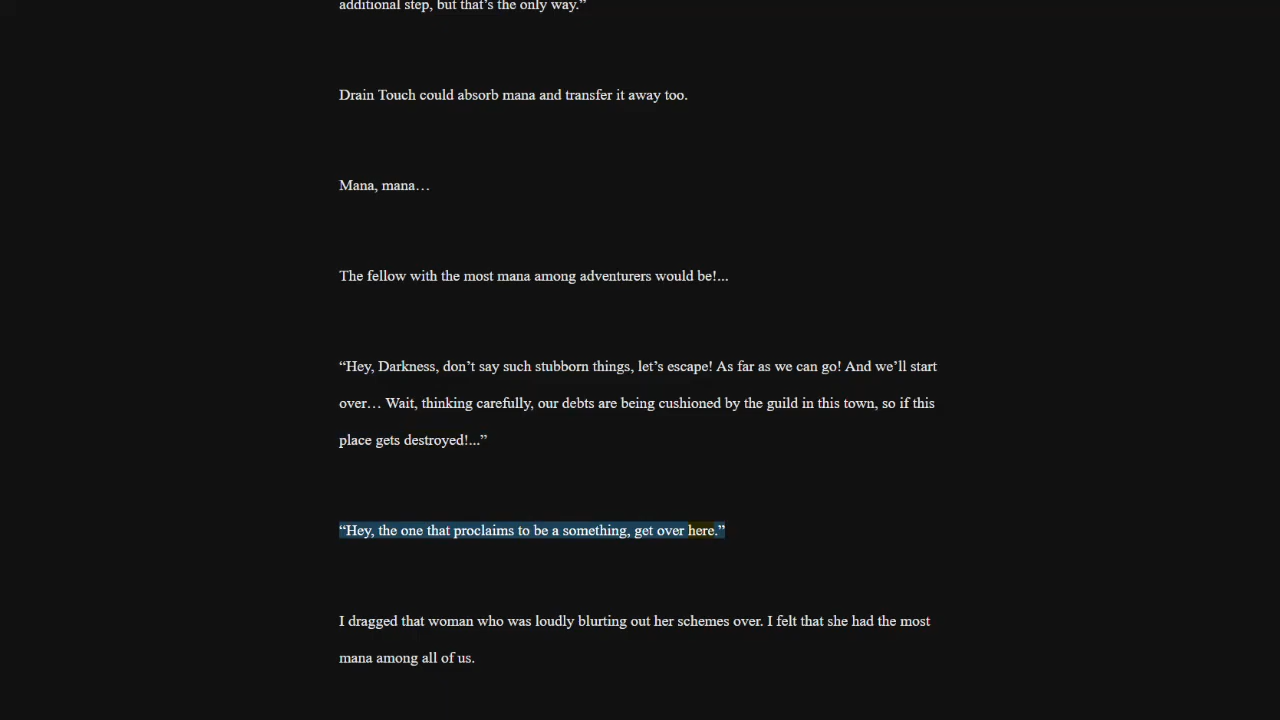 additional step, but that’s the only way.”
Drain Touch could absorb mana and transfer it away too.
Mana, mana…
The fellow with the most mana among adventurers would be!...
“Hey, Darkness, don’t say such stubborn things, let’s escape! As far as we can go! And we’ll start
over… Wait, thinking carefully, our debts are being cushioned by the guild in this town, so if this
place gets destroyed!...”
“Hey, the one that proclaims to be a something, get over here.”
I dragged that woman who was loudly blurting out her schemes over. I felt that she had the most
mana among all of us.